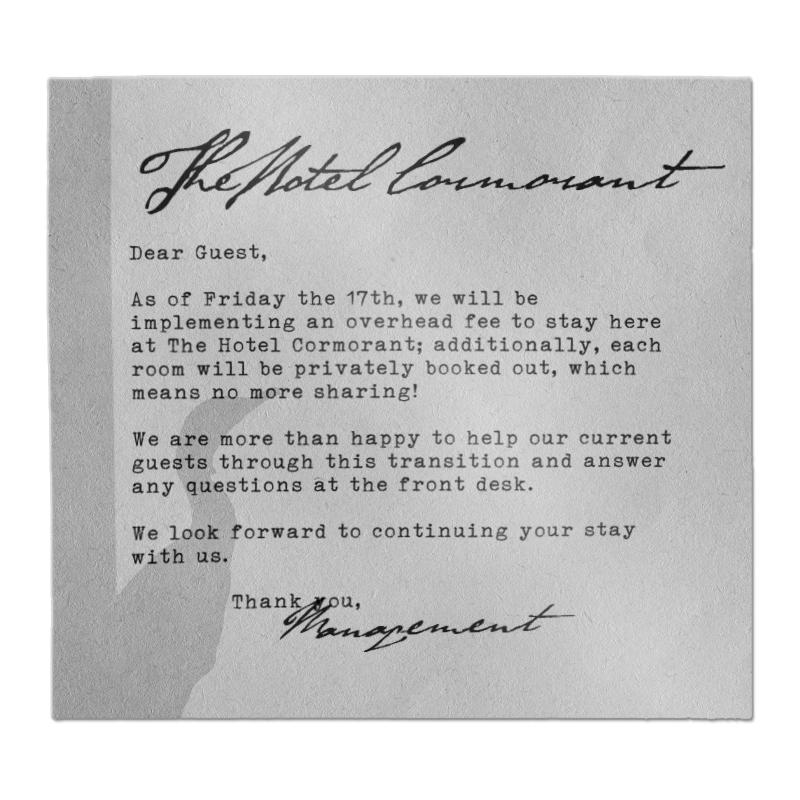 The Hotel Cormorant
Dear Guest,
As of Friday the 17th, we will be
implementing an overhead fee to stay here
at The Hotel Cormorant; additionally, each
room will be privately booked out, which
means no more sharing!
We are more than happy to help our current
guests through this transition and answer
any questions at the front desk.
We look forward to continuing your stay
with us.
Thank you,
Management